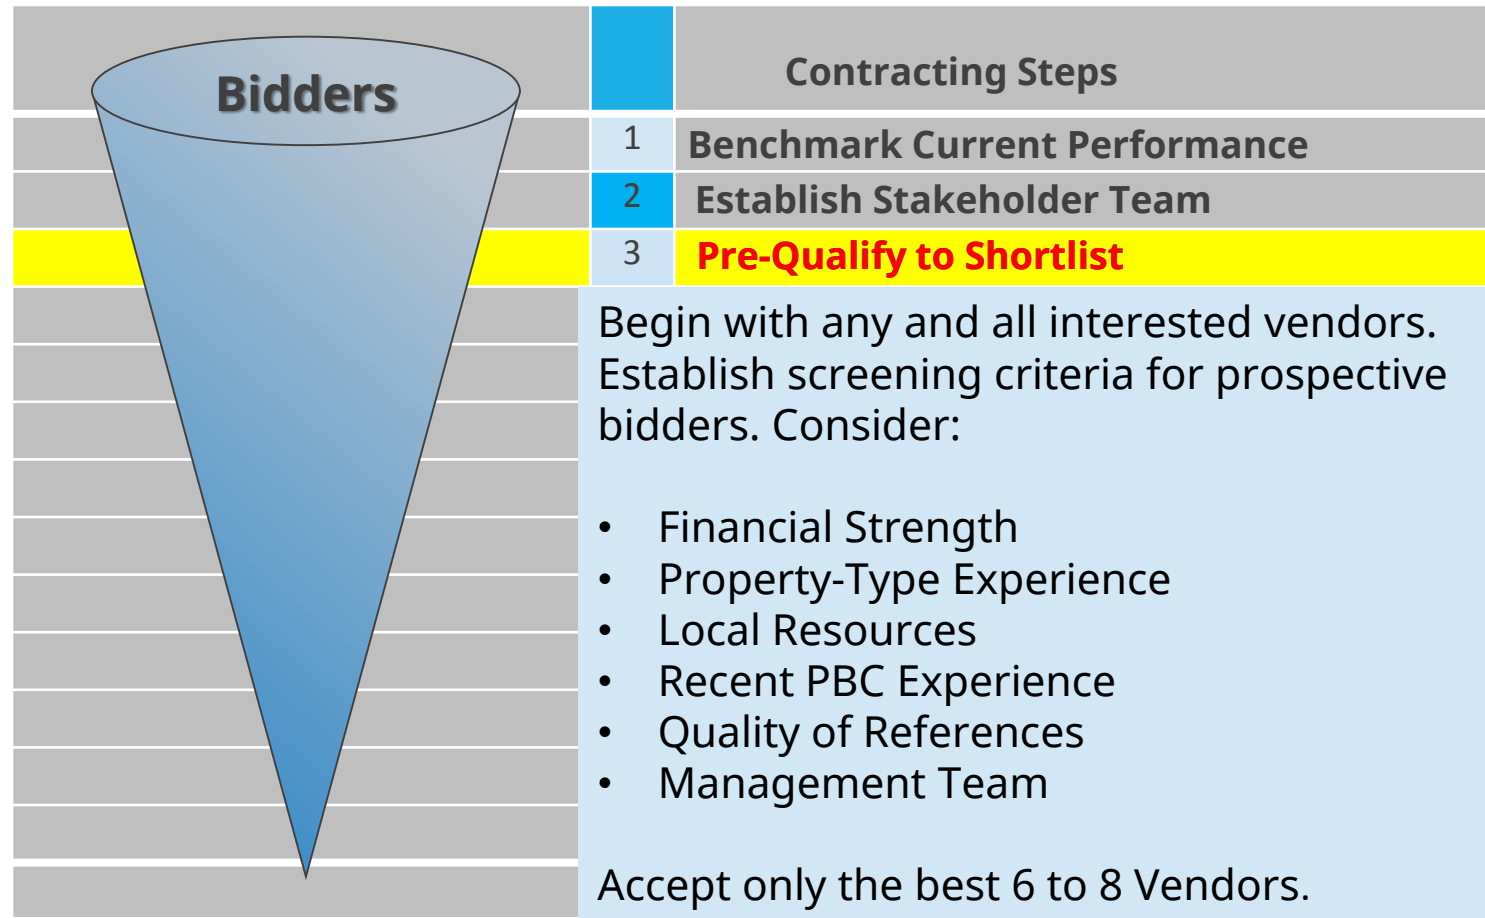 Bidders
Contracting Steps
1 Benchmark Current Performance
2 Establish Stakeholder Team
3 Pre-Qualify to Shortlist
Begin with any and all interested vendors.
Establish screening criteria for prospective
bidders. Consider:
• Financial Strength
• Property-Type Experience
• Local Resources
• Recent PBC Experience
• Quality of References
• Management Team
Accept only the best 6 to 8 Vendors.